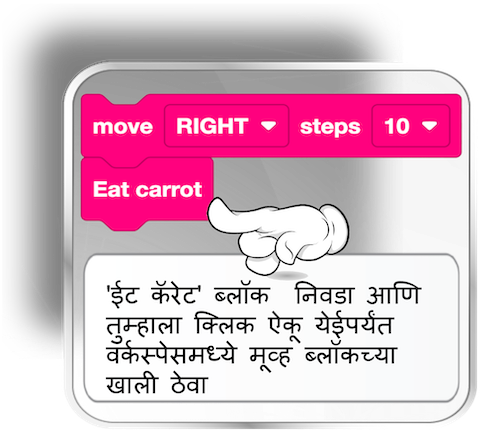 move RIGHT steps 10
Eat carrot
'ईट कॅरेट' ब्लॉक निवडा आणि
तुम्हाला क्लिक ऐकू येईपर्यंत
वर्कस्पेसमध्ये मूव्ह ब्लॉकच्या
खाली ठेवा